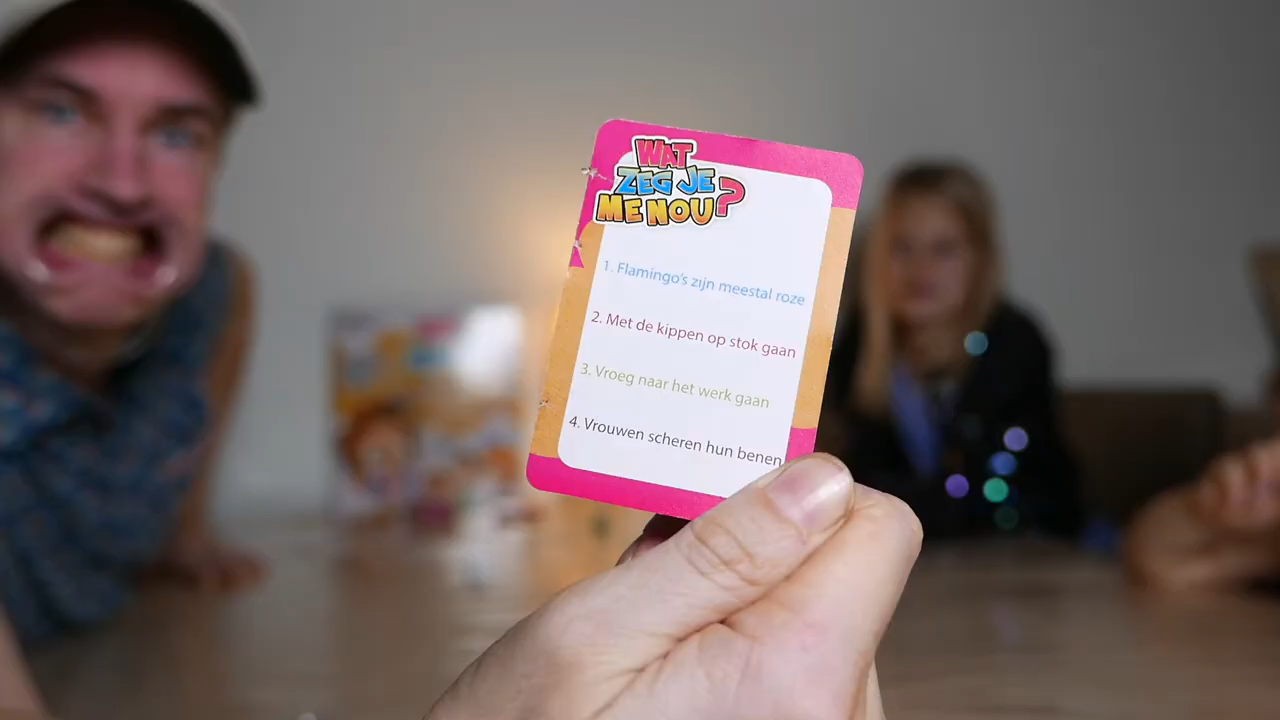 WAT
ZEG JE
ME NOU?
1. Flamingo's zijn meestal roze
2. Met de kippen op stok gaan
3. Vroeg naar het werk gaan
4. Vrouwen scheren hun benen